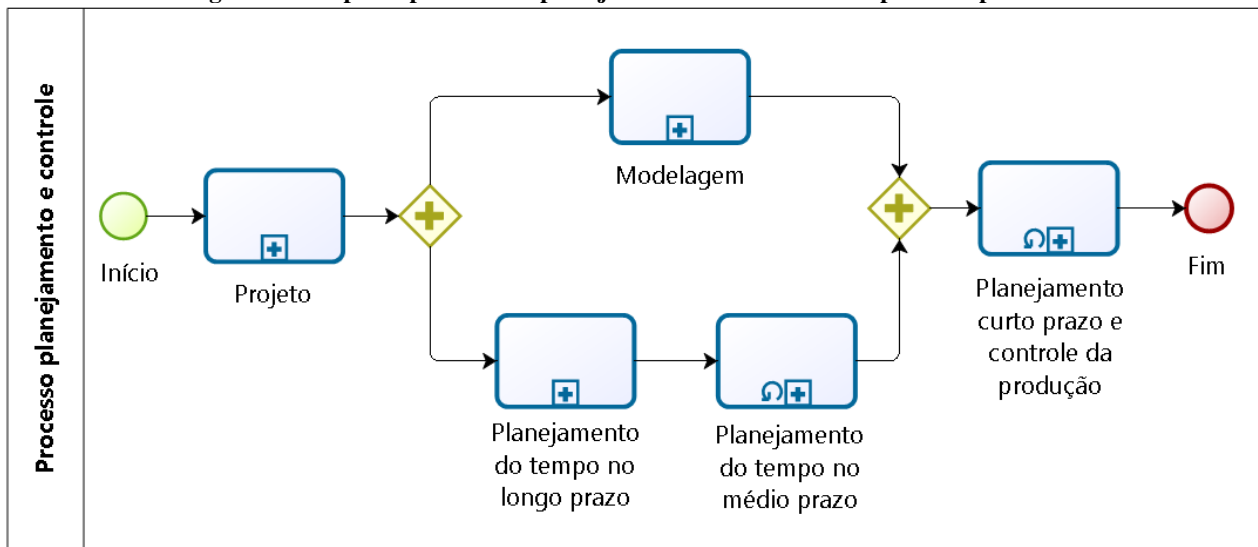 Processo planejamento e controle
Início
Projeto
Modelagem
Planejamento
do tempo no
longo prazo
Planejamento
do tempo no
médio prazo
Planejamento
curto prazo e
controle da
produção
Fim